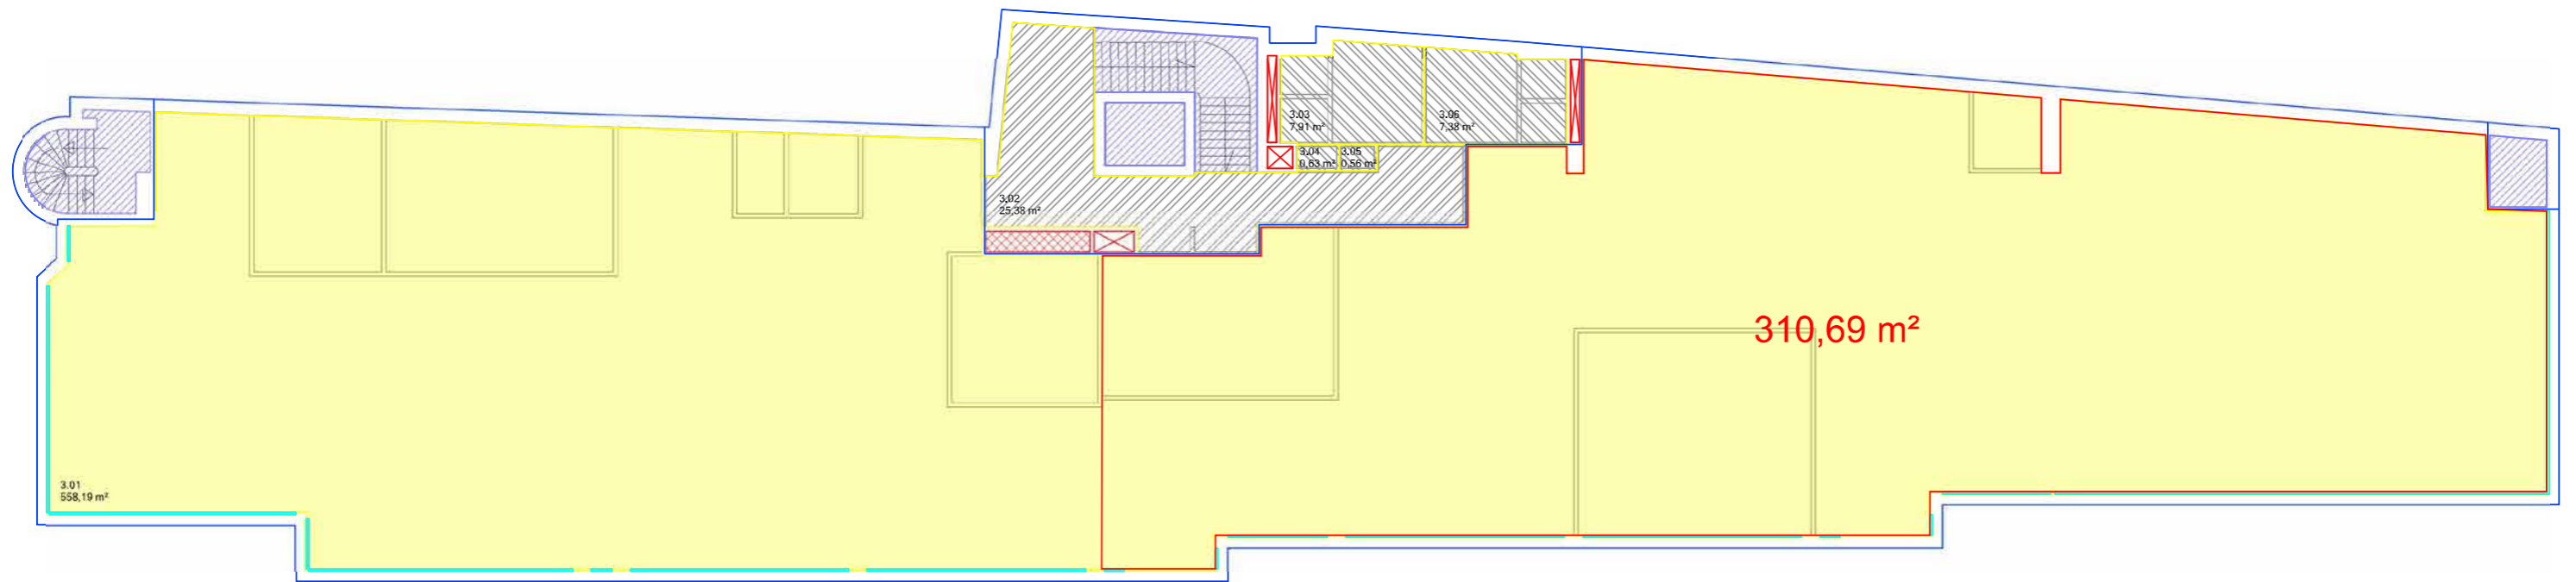 3.03
7,91 m²
3.06
7,38 m²
3.04
0,63 m²
3.05
0,56 m²
3.02
25,38 m²
310,69 m²
3.01
558,19 m²